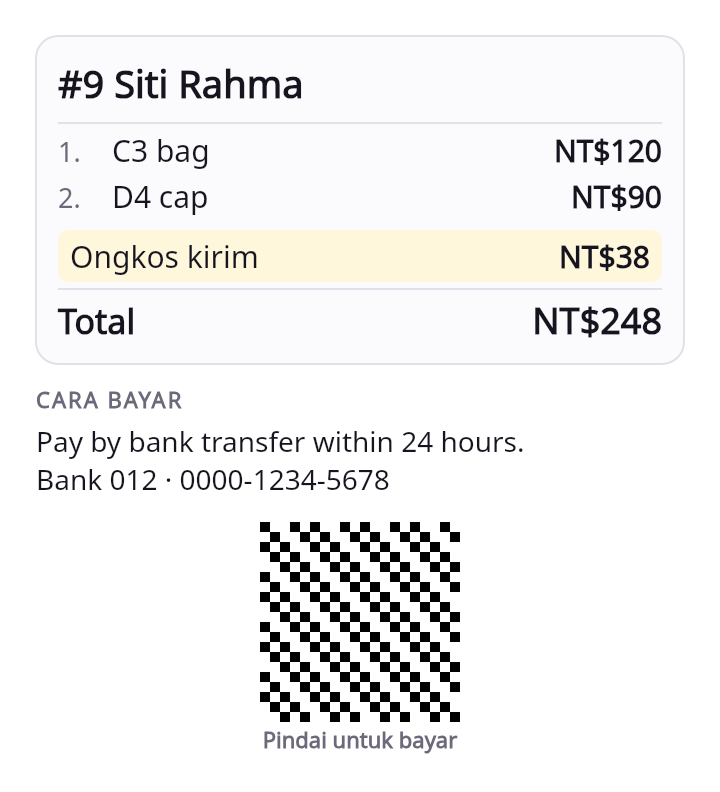 #9 Siti Rahma
1. C3 bag NT$120
2. D4 cap NT$90
Ongkos kirim NT$38
Total NT$248
CARA BAYAR
Pay by bank transfer within 24 hours.
Bank 012 · 0000-1234-5678
Pindai untuk bayar